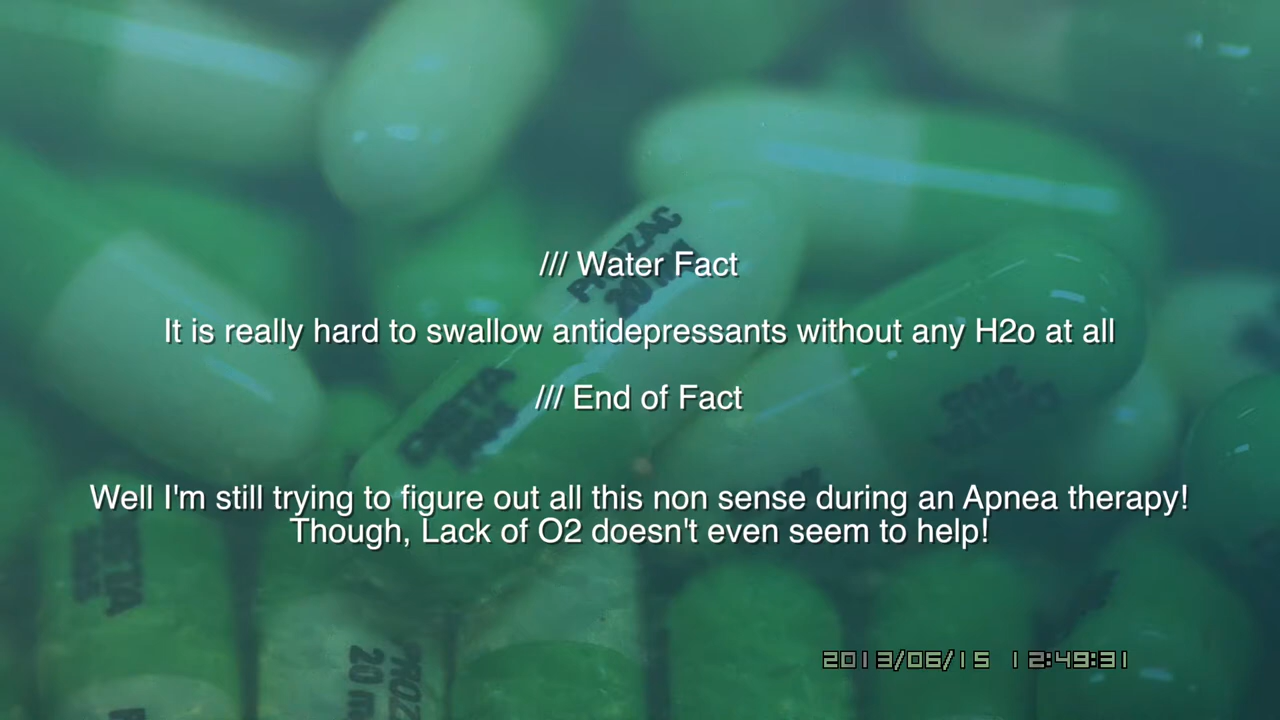 /// Water Fact
It is really hard to swallow antidepressants without any H2o at all
/// End of Fact
Well I'm still trying to figure out all this non sense during an Apnea therapy!
Though, Lack of O2 doesn't even seem to help!
PROZAC
20 m
2013/06/15 12:49:31